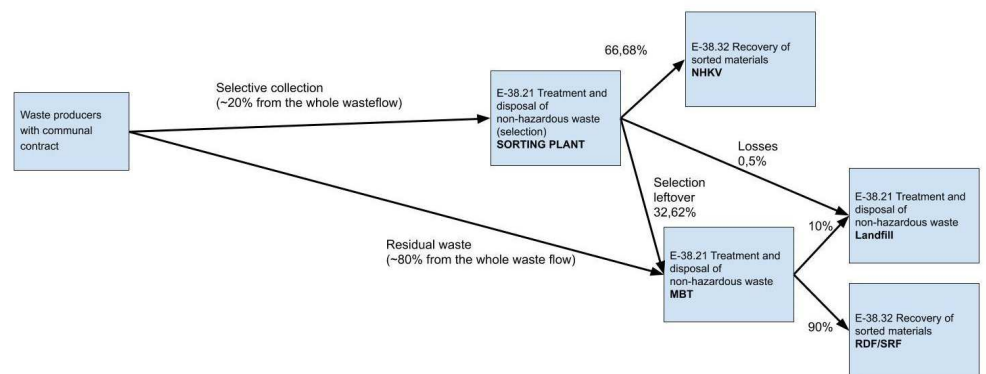 66,68%
E-38.32 Recovery of
sorted materials
NHKV
Selective collection
(~20% from the whole wasteflow)
E-38.21 Treatment and
disposal of
non-hazardous waste
(selection)
SORTING PLANT
Waste producers
with communal
contract
Losses
0,5%
Selection
leftover
32,62%
E-38.21 Treatment and
disposal of
non-hazardous waste
Landfill
10%
Residual waste
(~80% from the whole waste flow)
E-38.21 Treatment and
disposal of
non-hazardous waste
MBT
90%
E-38.32 Recovery of
sorted materials
RDF/SRF